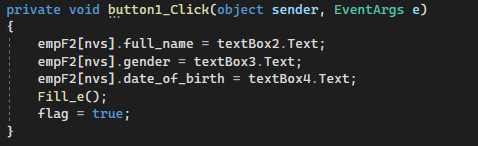 private void button1_Click(object sender, EventArgs e)
{
empF2[nvs].full_name = textBox2.Text;
empF2[nvs].gender = textBox3.Text;
empF2[nvs].date_of_birth = textBox4.Text;
Fill_e();
flag = true;
}